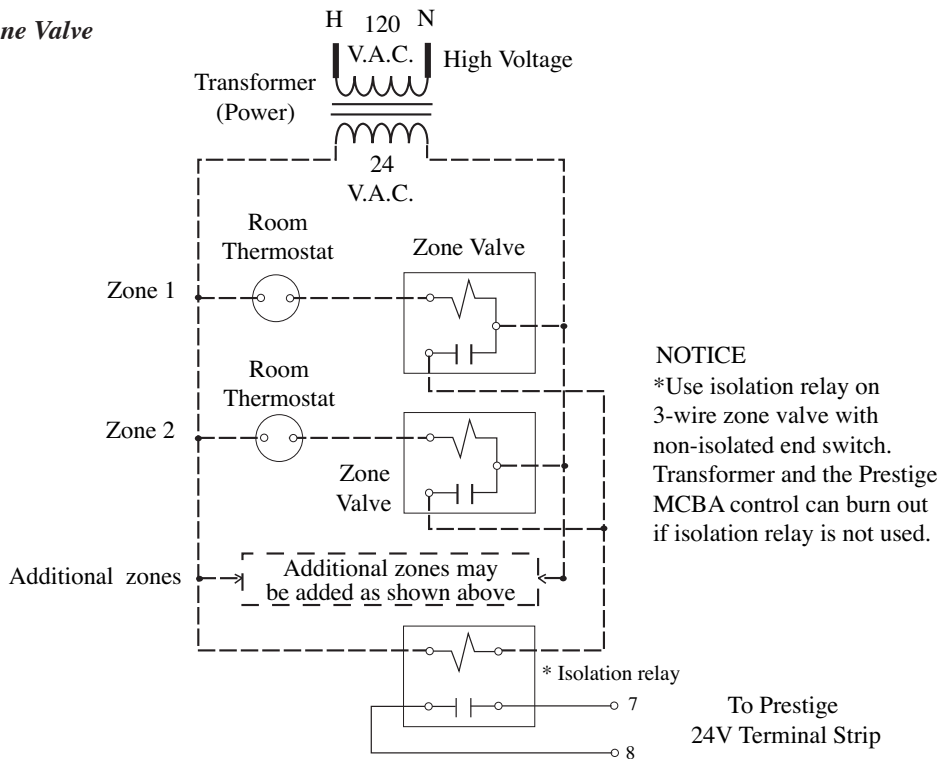 ne Valve
H 120 N
V.A.C.
High Voltage
Transformer
(Power)
24
V.A.C.
Room
Thermostat
Zone Valve
Zone 1
NOTICE
*Use isolation relay on
3-wire zone valve with
non-isolated end switch.
Transformer and the Prestige
MCBA control can burn out
if isolation relay is not used.
Room
Thermostat
Zone 2
Zone
Valve
Additional zones
Additional zones may
be added as shown above
* Isolation relay
7
8
To Prestige
24V Terminal Strip